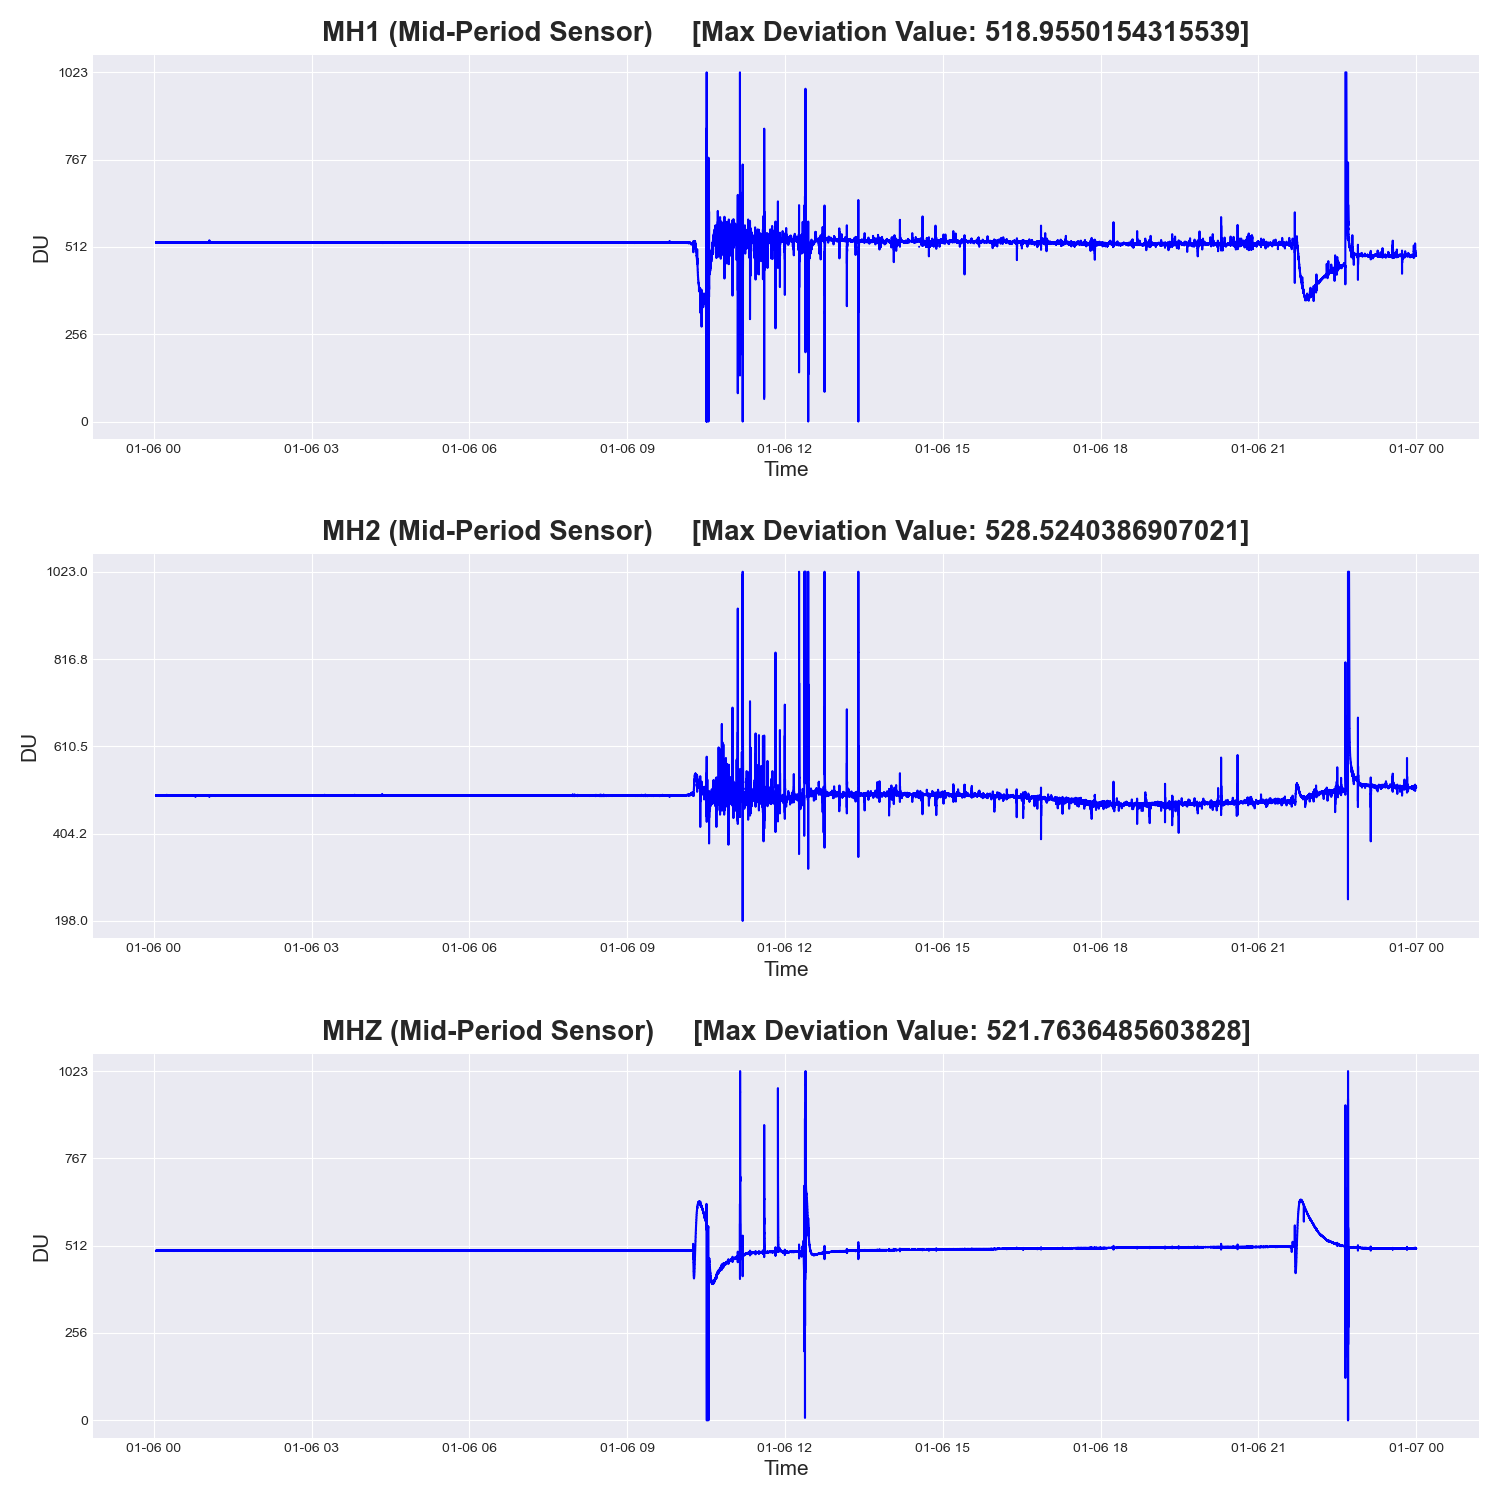 MH1 (Mid-Period Sensor) [Max Deviation Value: 518.9550154315539]
1023
767
512
256
0
DU
01-06 00 01-06 03 01-06 06 01-06 09 01-06 12 01-06 15 01-06 18 01-06 21 01-07 00
Time
MH2 (Mid-Period Sensor) [Max Deviation Value: 528.5240386907021]
1023.0
816.8
610.5
404.2
198.0
DU
01-06 00 01-06 03 01-06 06 01-06 09 01-06 12 01-06 15 01-06 18 01-06 21 01-07 00
Time
MHZ (Mid-Period Sensor) [Max Deviation Value: 521.7636485603828]
1023
767
512
256
0
DU
01-06 00 01-06 03 01-06 06 01-06 09 01-06 12 01-06 15 01-06 18 01-06 21 01-07 00
Time